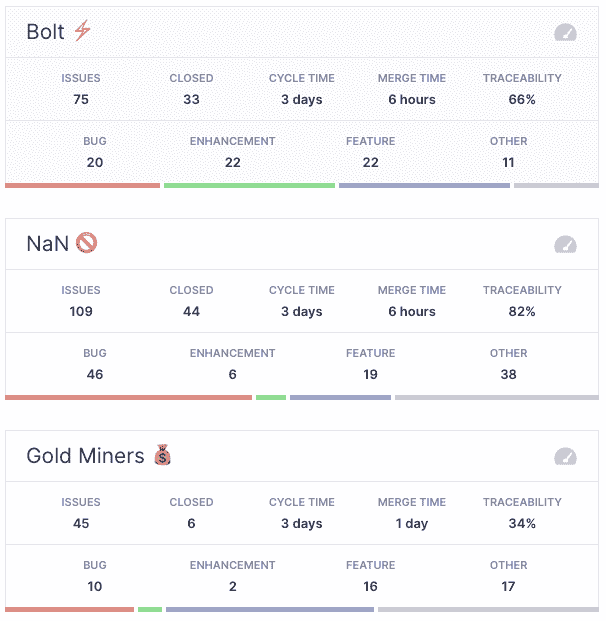 Bolt ⚡
ISSUES CLOSED CYCLE TIME MERGE TIME TRACEABILITY
75 33 3 days 6 hours 66%
BUG ENHANCEMENT FEATURE OTHER
20 22 22 11
NaN 🚫
ISSUES CLOSED CYCLE TIME MERGE TIME TRACEABILITY
109 44 3 days 6 hours 82%
BUG ENHANCEMENT FEATURE OTHER
46 6 19 38
Gold Miners 💰
ISSUES CLOSED CYCLE TIME MERGE TIME TRACEABILITY
45 6 3 days 1 day 34%
BUG ENHANCEMENT FEATURE OTHER
10 2 16 17